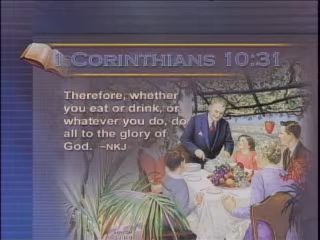 1 Corinthians 10:31
Therefore, whether
you eat or drink, or
whatever you do, do
all to the glory of
God. –NKJ